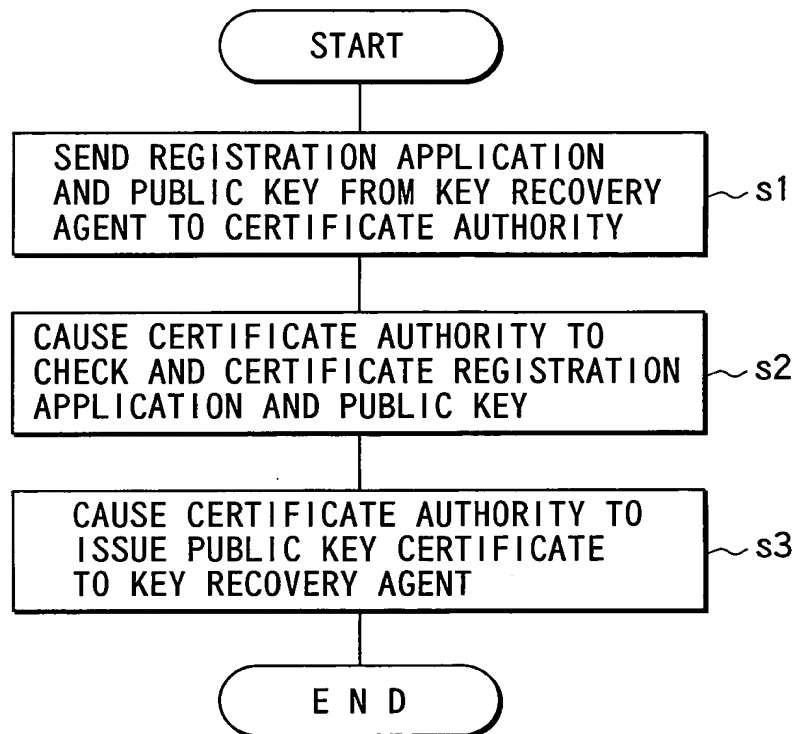 START
SEND REGISTRATION APPLICATION
AND PUBLIC KEY FROM KEY RECOVERY
AGENT TO CERTIFICATE AUTHORITY
s1
CAUSE CERTIFICATE AUTHORITY TO
CHECK AND CERTIFICATE REGISTRATION
APPLICATION AND PUBLIC KEY
s2
CAUSE CERTIFICATE AUTHORITY TO
ISSUE PUBLIC KEY CERTIFICATE
TO KEY RECOVERY AGENT
s3
END